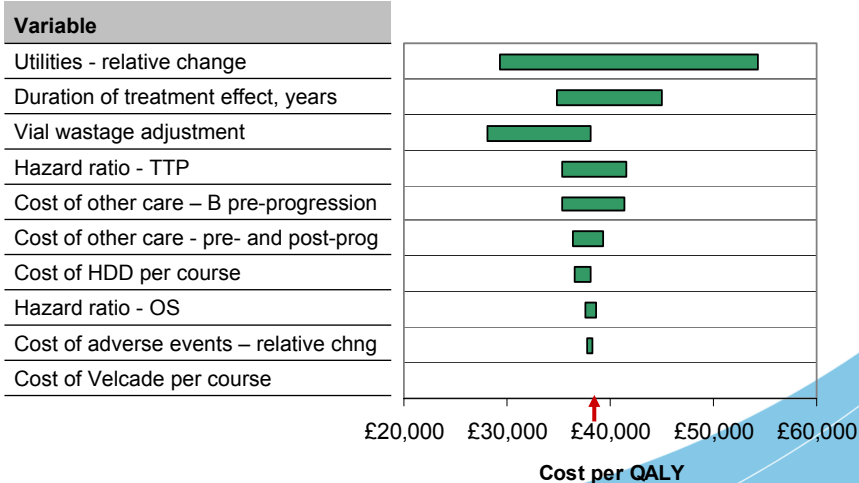 Variable
Utilities - relative change
Duration of treatment effect, years
Vial wastage adjustment
Hazard ratio - TTP
Cost of other care – B pre-progression
Cost of other care - pre- and post-prog
Cost of HDD per course
Hazard ratio - OS
Cost of adverse events – relative chng
Cost of Velcade per course
£20,000 £30,000 £40,000 £50,000 £60,000
Cost per QALY